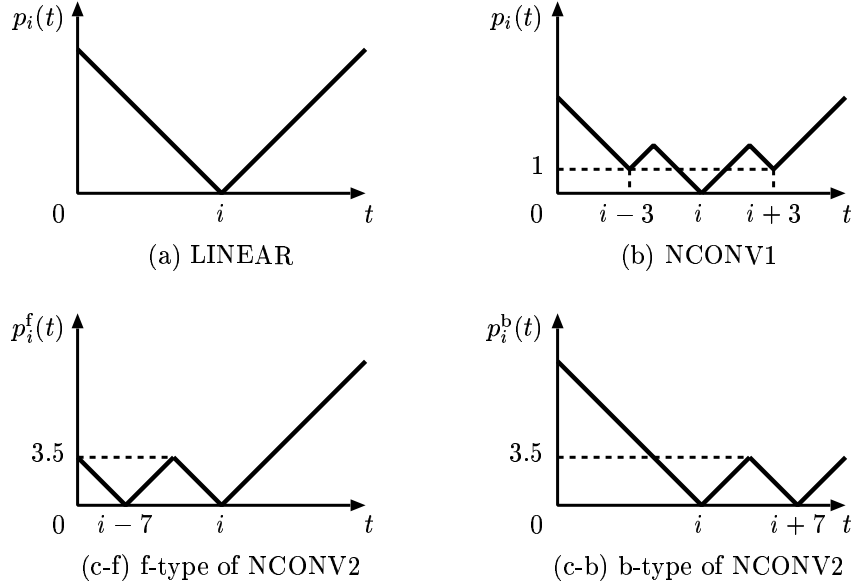 p_i(t)
0 i t
(a) LINEAR
p_i(t)
1
0 i − 3 i i + 3 t
(b) NCONV1
p_i^f(t)
3.5
0 i − 7 i t
(c-f) f-type of NCONV2
p_i^b(t)
3.5
0 i i + 7 t
(c-b) b-type of NCONV2